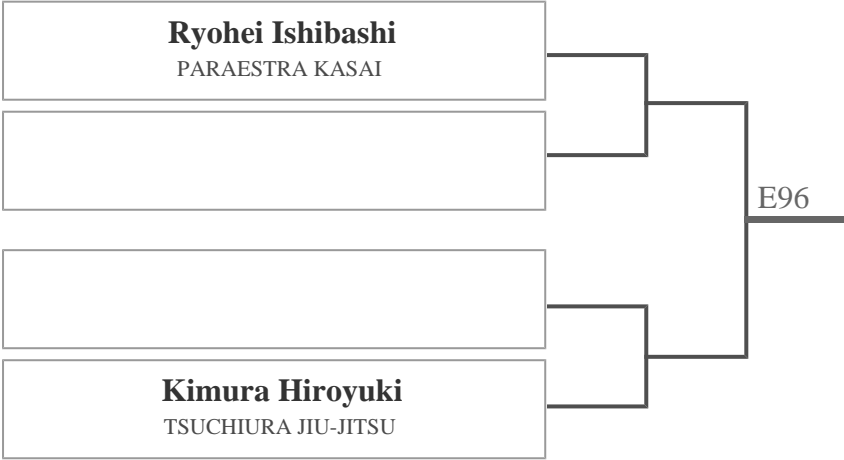 Ryohei Ishibashi
PARAESTRA KASAI
E96
Kimura Hiroyuki
TSUCHIURA JIU-JITSU